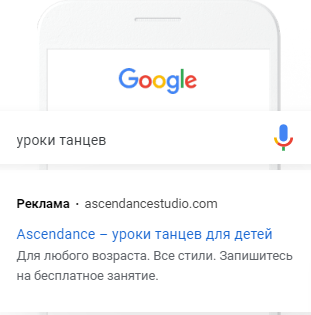 Google
уроки танцев
Реклама · ascendancestudio.com
Ascendance – уроки танцев для детей
Для любого возраста. Все стили. Запишитесь
на бесплатное занятие.